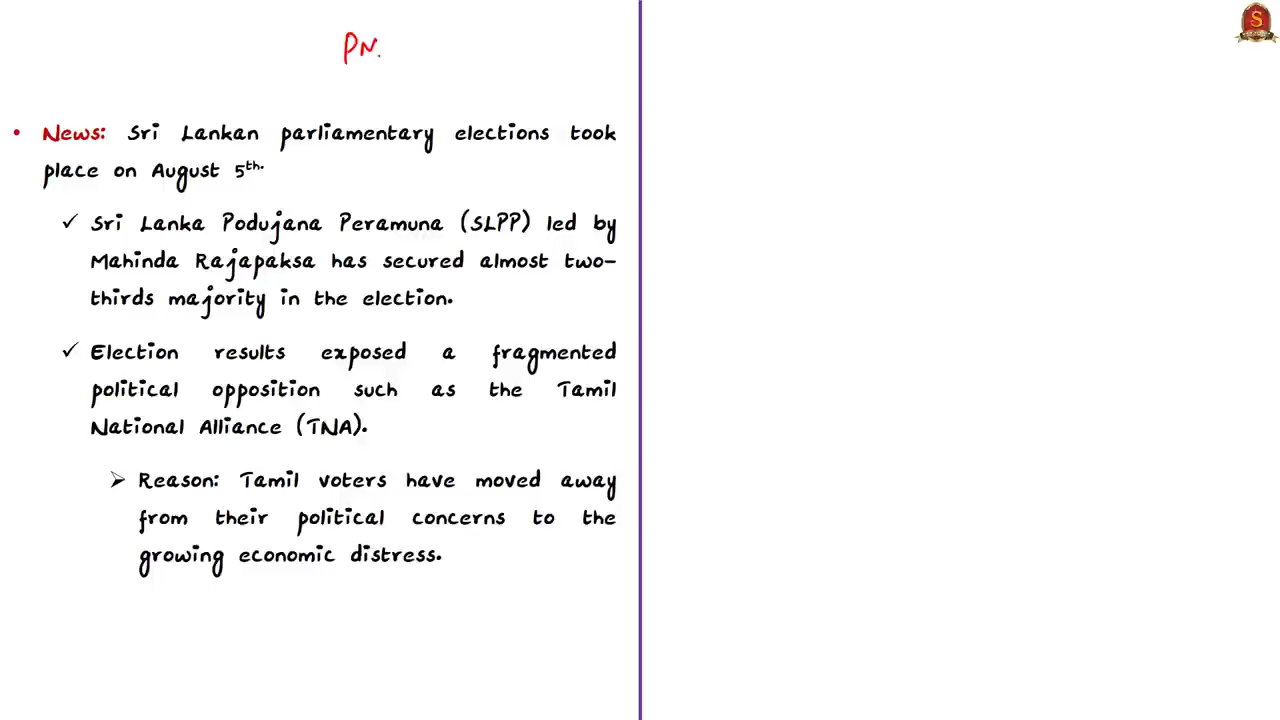 PN.
• News: Sri Lankan parliamentary elections took
place on August 5th.
✓ Sri Lanka Podujana Peramuna (SLPP) led by
Mahinda Rajapaksa has secured almost two-
thirds majority in the election.
✓ Election results exposed a fragmented
political opposition such as the Tamil
National Alliance (TNA).
➢ Reason: Tamil voters have moved away
from their political concerns to the
growing economic distress.
S